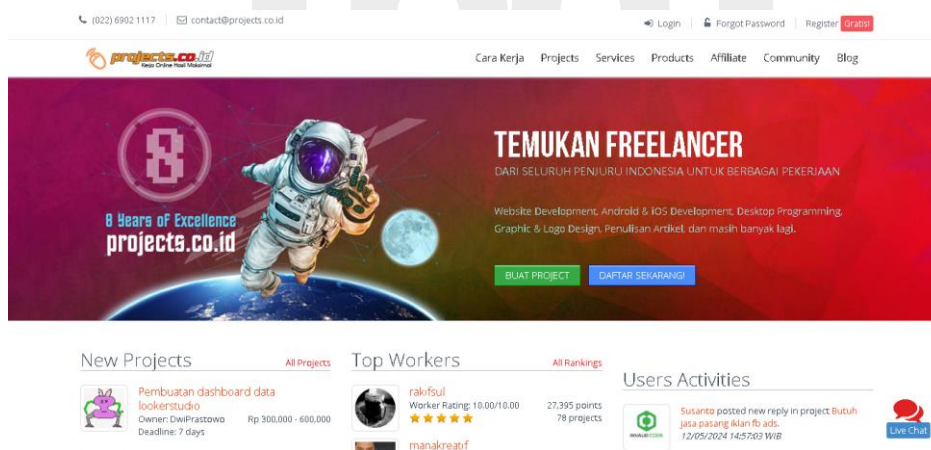 (022) 6902 1117
contact@projects.co.id
Login
Forgot Password
Register Gratis!
projects.co.id
Kerja Online Hasil Maksimal
Cara Kerja
Projects
Services
Products
Affiliate
Community
Blog
8
8 Years of Excellence
projects.co.id
TEMUKAN FREELANCER
DARI SELURUH PENJURU INDONESIA UNTUK BERBAGAI PEKERJAAN
Website Development, Android & iOS Development, Desktop Programming,
Graphic & Logo Design, Penulisan Artikel, dan masih banyak lagi.
BUAT PROJECT
DAFTAR SEKARANG!
New Projects
All Projects
Pembuatan dashboard data
lookerstudio
Owner: DwiPrastowo
Rp 300,000 - 600,000
Deadline: 7 days
Top Workers
All Rankings
rakifsul
Worker Rating: 10.00/10.00
27,395 points
78 projects
manakreatif
Users Activities
Susanto posted new reply in project Butuh
jasa pasang iklan fb ads.
12/05/2024 14:57:03 WIB
Live Chat